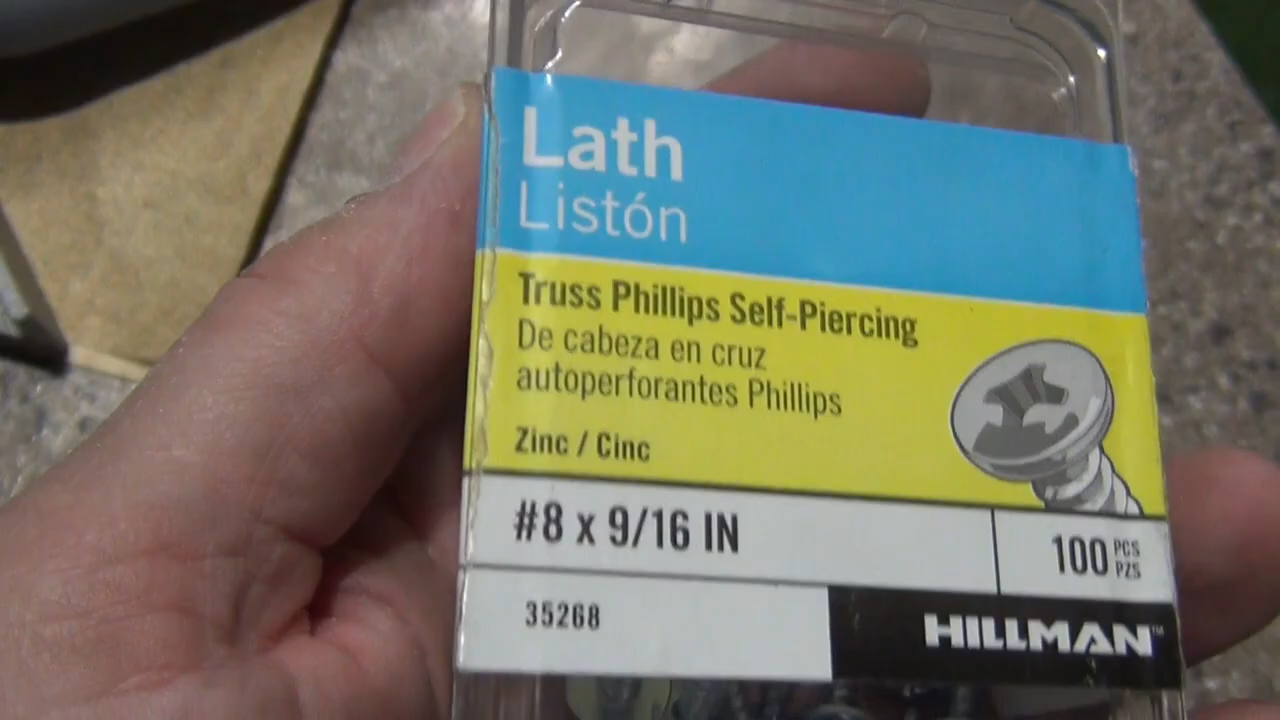 Lath
Listón
Truss Phillips Self-Piercing
De cabeza en cruz
autoperforantes Phillips
Zinc / Cinc
#8 x 9/16 IN
100 PCS PZS
35268
HILLMAN™